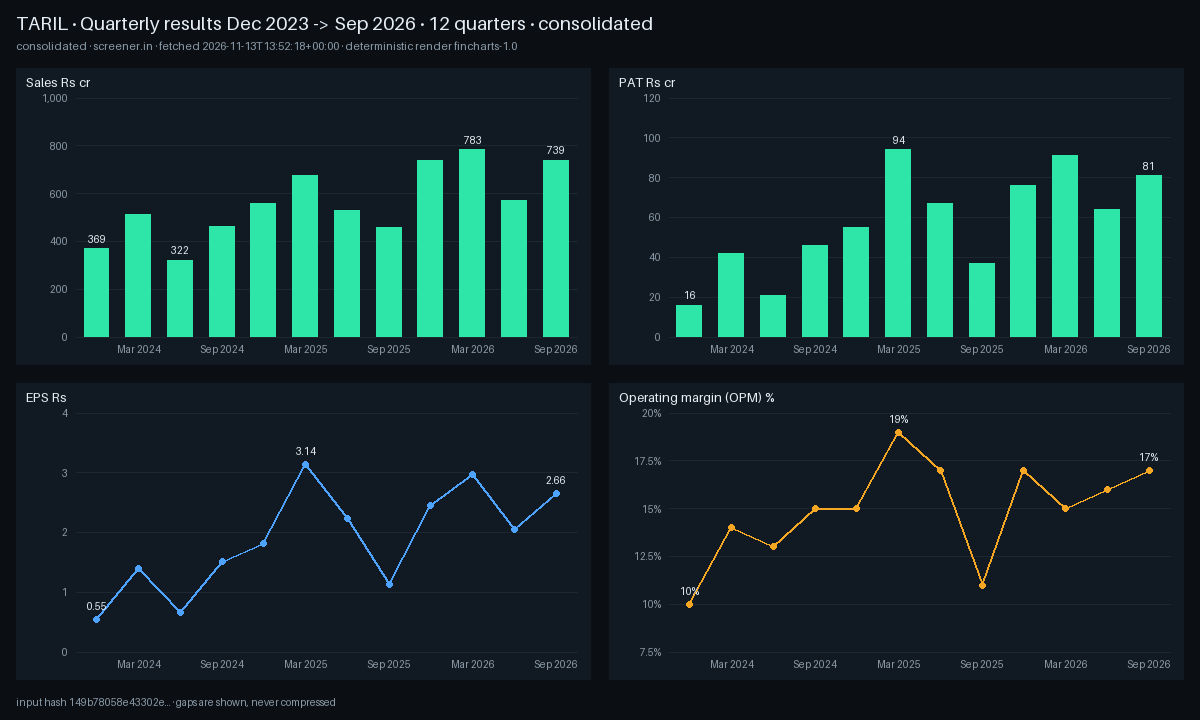 TARIL · Quarterly results Dec 2023 -> Sep 2026 · 12 quarters · consolidated
consolidated · screener.in · fetched 2026-11-13T13:52:18+00:00 · deterministic render fincharts-1.0
Sales Rs cr
1,000
800
600
400
200
0
369
322
783
739
Mar 2024
Sep 2024
Mar 2025
Sep 2025
Mar 2026
Sep 2026
PAT Rs cr
120
100
80
60
40
20
0
16
94
81
Mar 2024
Sep 2024
Mar 2025
Sep 2025
Mar 2026
Sep 2026
EPS Rs
4
3
2
1
0
0.55
3.14
2.66
Mar 2024
Sep 2024
Mar 2025
Sep 2025
Mar 2026
Sep 2026
Operating margin (OPM) %
20%
17.5%
15%
12.5%
10%
7.5%
10%
19%
17%
Mar 2024
Sep 2024
Mar 2025
Sep 2025
Mar 2026
Sep 2026
input hash 149b78058e43302e… · gaps are shown, never compressed